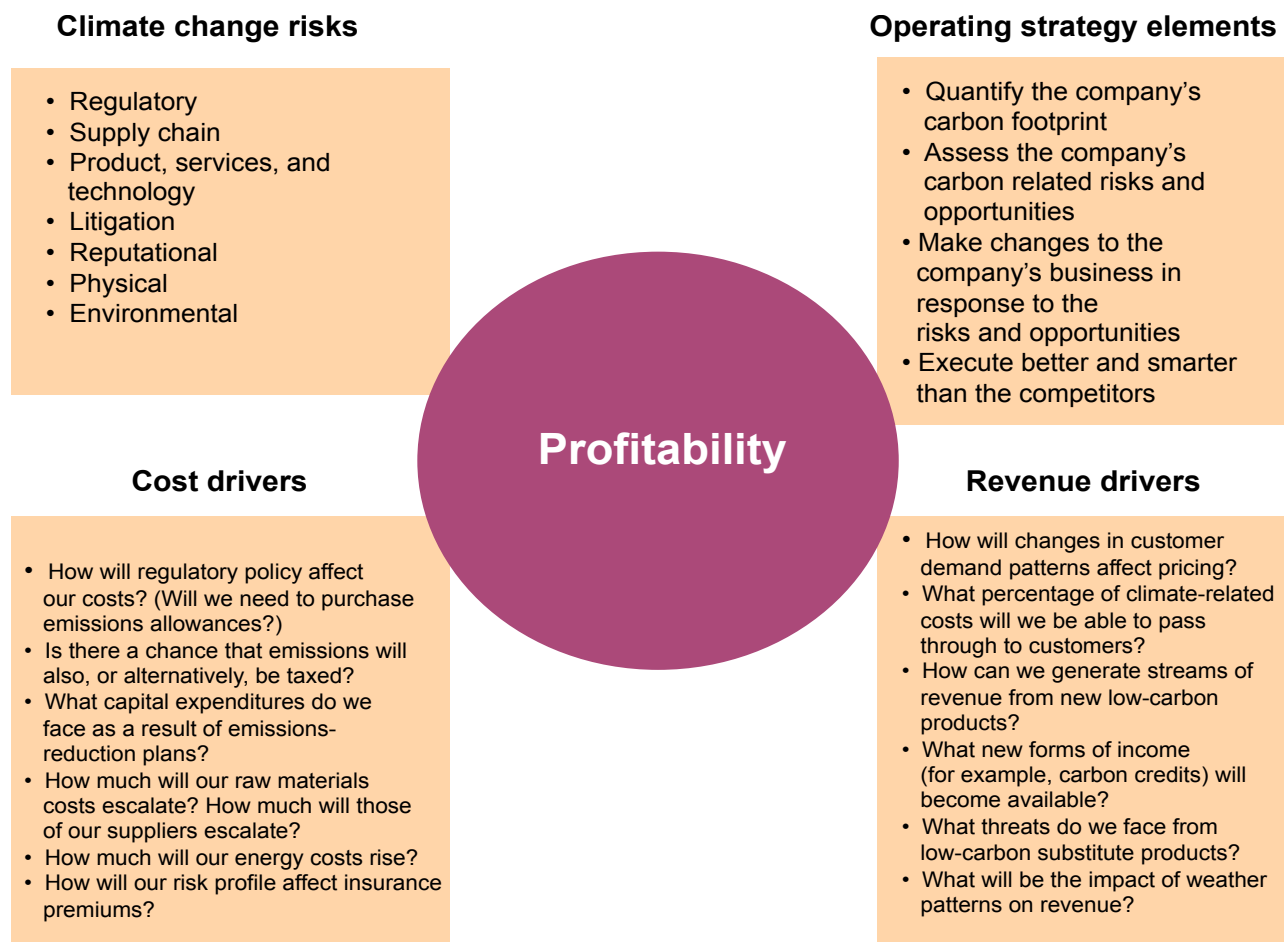 Climate change risks
• Regulatory
• Supply chain
• Product, services, and
technology
• Litigation
• Reputational
• Physical
• Environmental
Operating strategy elements
• Quantify the company’s
carbon footprint
• Assess the company’s
carbon related risks and
opportunities
• Make changes to the
company’s business in
response to the
risks and opportunities
• Execute better and smarter
than the competitors
Profitability
Cost drivers
• How will regulatory policy affect
our costs? (Will we need to purchase
emissions allowances?)
• Is there a chance that emissions will
also, or alternatively, be taxed?
• What capital expenditures do we
face as a result of emissions-
reduction plans?
• How much will our raw materials
costs escalate? How much will those
of our suppliers escalate?
• How much will our energy costs rise?
• How will our risk profile affect insurance
premiums?
Revenue drivers
• How will changes in customer
demand patterns affect pricing?
• What percentage of climate-related
costs will we be able to pass
through to customers?
• How can we generate streams of
revenue from new low-carbon
products?
• What new forms of income
(for example, carbon credits) will
become available?
• What threats do we face from
low-carbon substitute products?
• What will be the impact of weather
patterns on revenue?